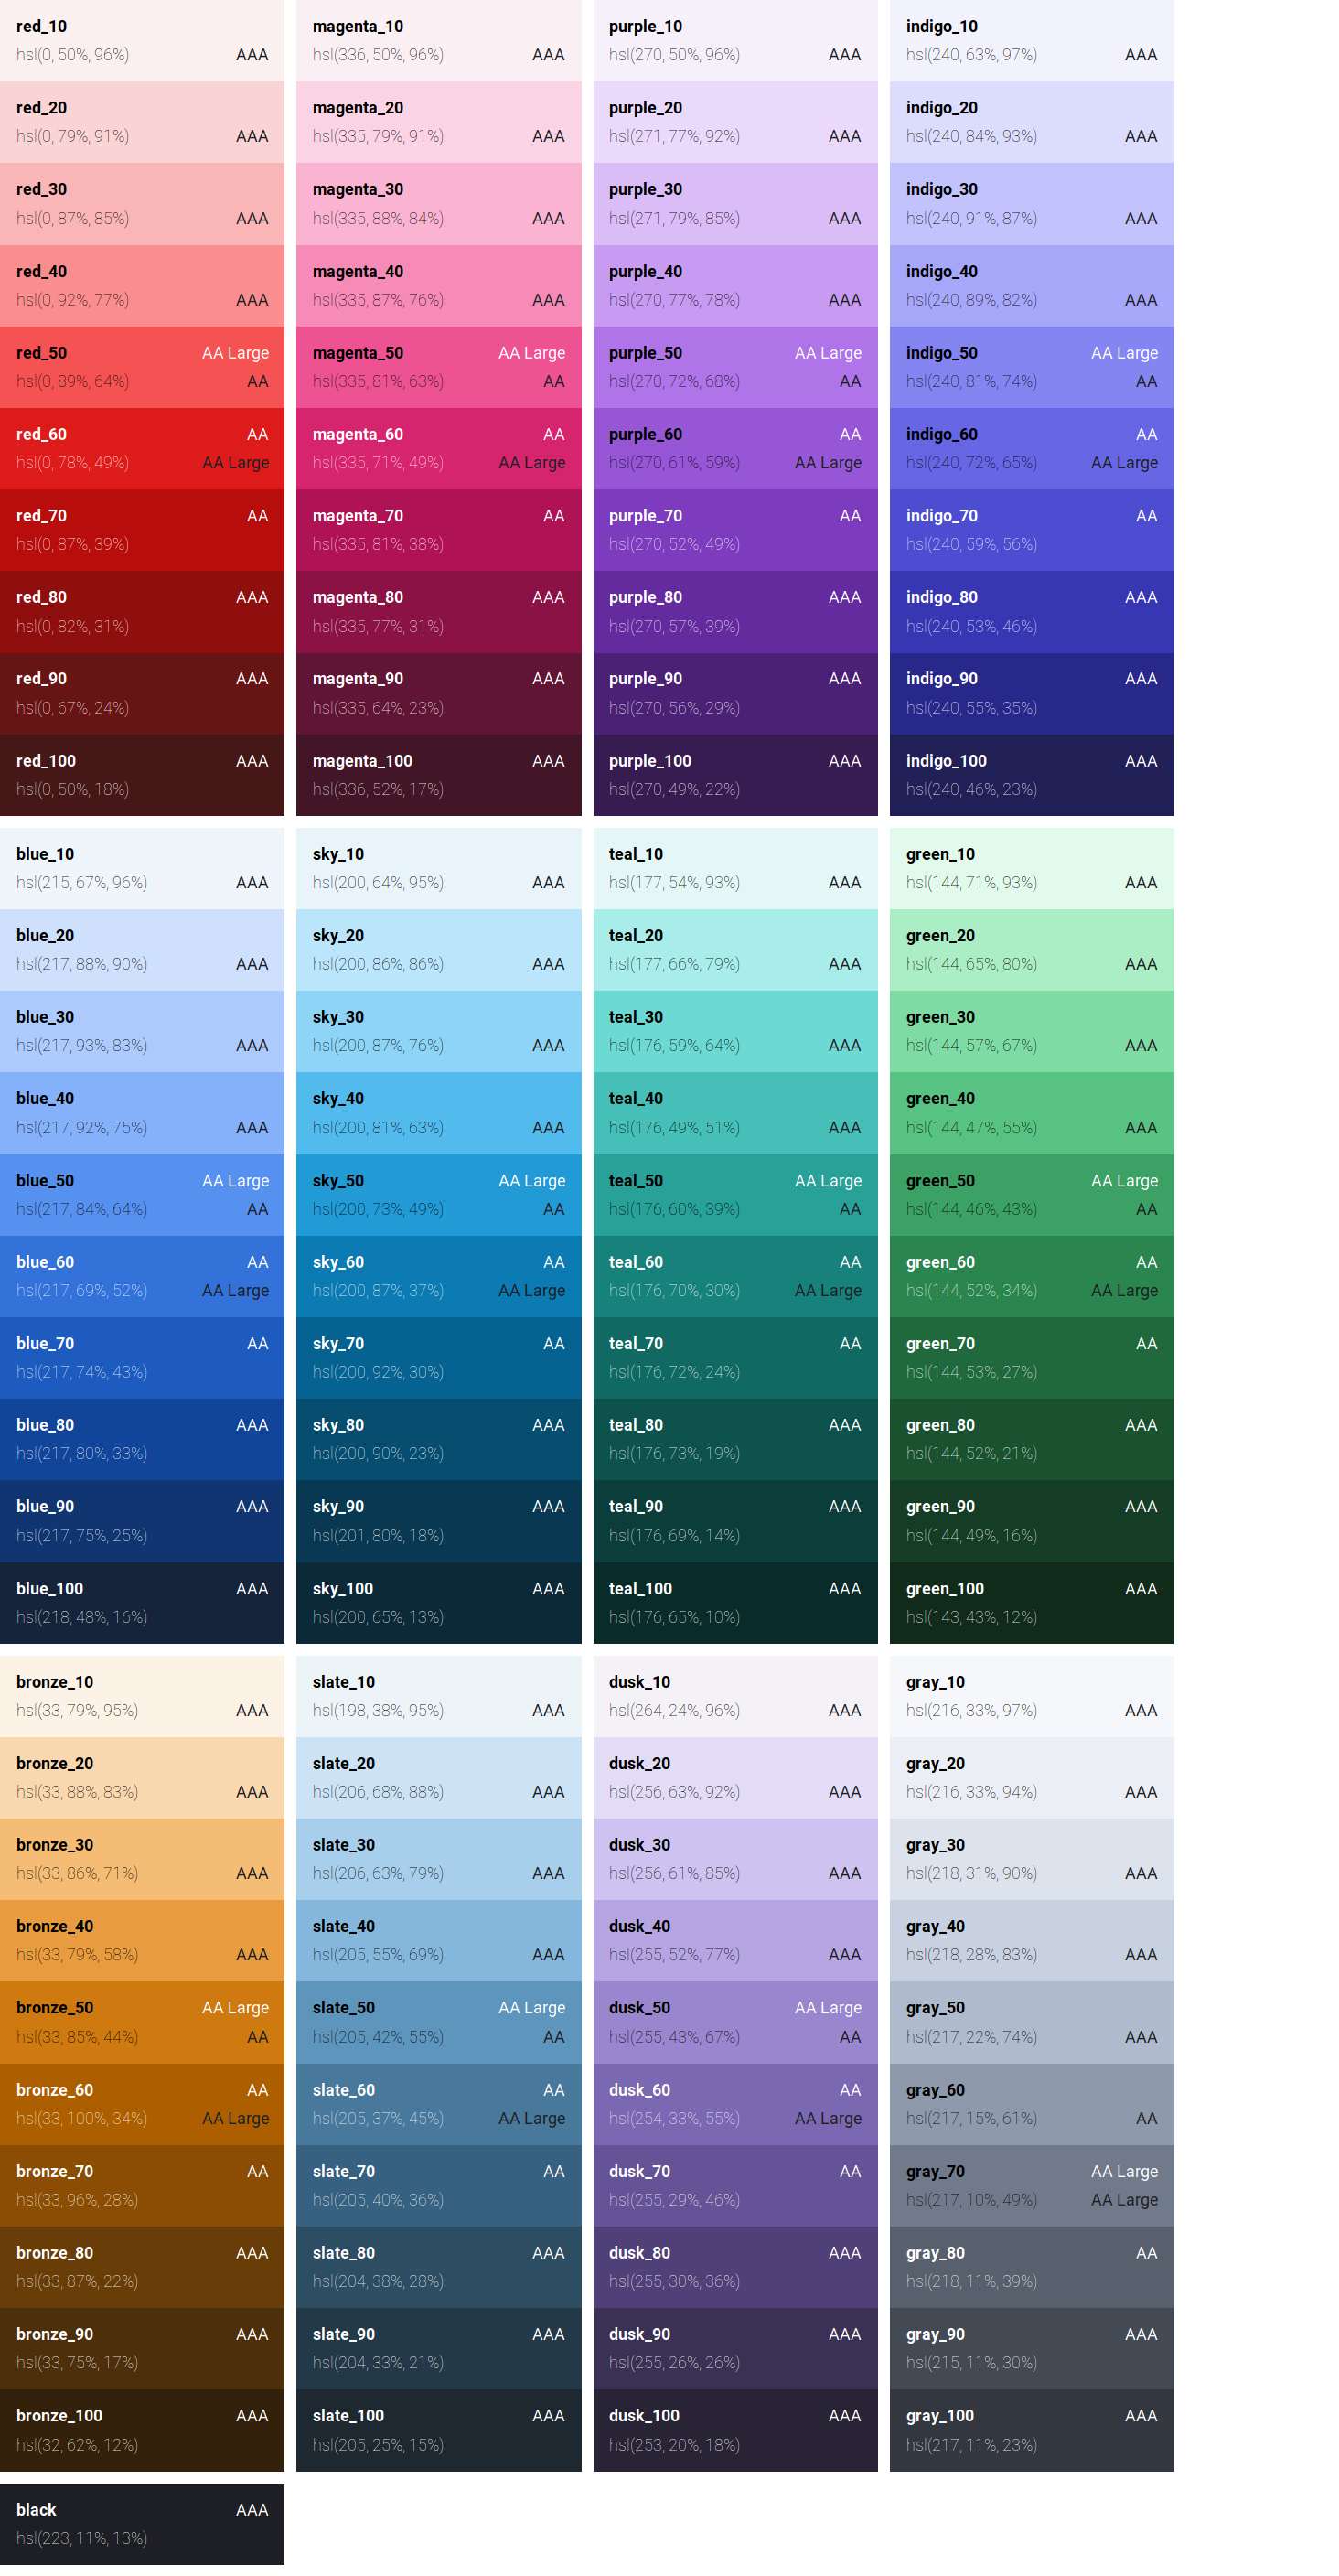 red_10
hsl(0, 50%, 96%) AAA
red_20
hsl(0, 79%, 91%) AAA
red_30
hsl(0, 87%, 85%) AAA
red_40
hsl(0, 92%, 77%) AAA
red_50 AA Large
hsl(0, 89%, 64%) AA
red_60 AA
hsl(0, 78%, 49%) AA Large
red_70 AA
hsl(0, 87%, 39%)
red_80 AAA
hsl(0, 82%, 31%)
red_90 AAA
hsl(0, 67%, 24%)
red_100 AAA
hsl(0, 50%, 18%)
magenta_10
hsl(336, 50%, 96%) AAA
magenta_20
hsl(335, 79%, 91%) AAA
magenta_30
hsl(335, 88%, 84%) AAA
magenta_40
hsl(335, 87%, 76%) AAA
magenta_50 AA Large
hsl(335, 81%, 63%) AA
magenta_60 AA
hsl(335, 71%, 49%) AA Large
magenta_70 AA
hsl(335, 81%, 38%)
magenta_80 AAA
hsl(335, 77%, 31%)
magenta_90 AAA
hsl(335, 64%, 23%)
magenta_100 AAA
hsl(336, 52%, 17%)
purple_10
hsl(270, 50%, 96%) AAA
purple_20
hsl(271, 77%, 92%) AAA
purple_30
hsl(271, 79%, 85%) AAA
purple_40
hsl(270, 77%, 78%) AAA
purple_50 AA Large
hsl(270, 72%, 68%) AA
purple_60 AA
hsl(270, 61%, 59%) AA Large
purple_70 AA
hsl(270, 52%, 49%)
purple_80 AAA
hsl(270, 57%, 39%)
purple_90 AAA
hsl(270, 56%, 29%)
purple_100 AAA
hsl(270, 49%, 22%)
indigo_10
hsl(240, 63%, 97%) AAA
indigo_20
hsl(240, 84%, 93%) AAA
indigo_30
hsl(240, 91%, 87%) AAA
indigo_40
hsl(240, 89%, 82%) AAA
indigo_50 AA Large
hsl(240, 81%, 74%) AA
indigo_60 AA
hsl(240, 72%, 65%) AA Large
indigo_70 AA
hsl(240, 59%, 56%)
indigo_80 AAA
hsl(240, 53%, 46%)
indigo_90 AAA
hsl(240, 55%, 35%)
indigo_100 AAA
hsl(240, 46%, 23%)
blue_10
hsl(215, 67%, 96%) AAA
blue_20
hsl(217, 88%, 90%) AAA
blue_30
hsl(217, 93%, 83%) AAA
blue_40
hsl(217, 92%, 75%) AAA
blue_50 AA Large
hsl(217, 84%, 64%) AA
blue_60 AA
hsl(217, 69%, 52%) AA Large
blue_70 AA
hsl(217, 74%, 43%)
blue_80 AAA
hsl(217, 80%, 33%)
blue_90 AAA
hsl(217, 75%, 25%)
blue_100 AAA
hsl(218, 48%, 16%)
sky_10
hsl(200, 64%, 95%) AAA
sky_20
hsl(200, 86%, 86%) AAA
sky_30
hsl(200, 87%, 76%) AAA
sky_40
hsl(200, 81%, 63%) AAA
sky_50 AA Large
hsl(200, 73%, 49%) AA
sky_60 AA
hsl(200, 87%, 37%) AA Large
sky_70 AA
hsl(200, 92%, 30%)
sky_80 AAA
hsl(200, 90%, 23%)
sky_90 AAA
hsl(201, 80%, 18%)
sky_100 AAA
hsl(200, 65%, 13%)
teal_10
hsl(177, 54%, 93%) AAA
teal_20
hsl(177, 66%, 79%) AAA
teal_30
hsl(176, 59%, 64%) AAA
teal_40
hsl(176, 49%, 51%) AAA
teal_50 AA Large
hsl(176, 60%, 39%) AA
teal_60 AA
hsl(176, 70%, 30%) AA Large
teal_70 AA
hsl(176, 72%, 24%)
teal_80 AAA
hsl(176, 73%, 19%)
teal_90 AAA
hsl(176, 69%, 14%)
teal_100 AAA
hsl(176, 65%, 10%)
green_10
hsl(144, 71%, 93%) AAA
green_20
hsl(144, 65%, 80%) AAA
green_30
hsl(144, 57%, 67%) AAA
green_40
hsl(144, 47%, 55%) AAA
green_50 AA Large
hsl(144, 46%, 43%) AA
green_60 AA
hsl(144, 52%, 34%) AA Large
green_70 AA
hsl(144, 53%, 27%)
green_80 AAA
hsl(144, 52%, 21%)
green_90 AAA
hsl(144, 49%, 16%)
green_100 AAA
hsl(143, 43%, 12%)
bronze_10
hsl(33, 79%, 95%) AAA
bronze_20
hsl(33, 88%, 83%) AAA
bronze_30
hsl(33, 86%, 71%) AAA
bronze_40
hsl(33, 79%, 58%) AAA
bronze_50 AA Large
hsl(33, 85%, 44%) AA
bronze_60 AA
hsl(33, 100%, 34%) AA Large
bronze_70 AA
hsl(33, 96%, 28%)
bronze_80 AAA
hsl(33, 87%, 22%)
bronze_90 AAA
hsl(33, 75%, 17%)
bronze_100 AAA
hsl(32, 62%, 12%)
slate_10
hsl(198, 38%, 95%) AAA
slate_20
hsl(206, 68%, 88%) AAA
slate_30
hsl(206, 63%, 79%) AAA
slate_40
hsl(205, 55%, 69%) AAA
slate_50 AA Large
hsl(205, 42%, 55%) AA
slate_60 AA
hsl(205, 37%, 45%) AA Large
slate_70 AA
hsl(205, 40%, 36%)
slate_80 AAA
hsl(204, 38%, 28%)
slate_90 AAA
hsl(204, 33%, 21%)
slate_100 AAA
hsl(205, 25%, 15%)
dusk_10
hsl(264, 24%, 96%) AAA
dusk_20
hsl(256, 63%, 92%) AAA
dusk_30
hsl(256, 61%, 85%) AAA
dusk_40
hsl(255, 52%, 77%) AAA
dusk_50 AA Large
hsl(255, 43%, 67%) AA
dusk_60 AA
hsl(254, 33%, 55%) AA Large
dusk_70 AA
hsl(255, 29%, 46%)
dusk_80 AAA
hsl(255, 30%, 36%)
dusk_90 AAA
hsl(255, 26%, 26%)
dusk_100 AAA
hsl(253, 20%, 18%)
gray_10
hsl(216, 33%, 97%) AAA
gray_20
hsl(216, 33%, 94%) AAA
gray_30
hsl(218, 31%, 90%) AAA
gray_40
hsl(218, 28%, 83%) AAA
gray_50
hsl(217, 22%, 74%) AAA
gray_60
hsl(217, 15%, 61%) AA
gray_70 AA Large
hsl(217, 10%, 49%) AA Large
gray_80 AA
hsl(218, 11%, 39%)
gray_90 AAA
hsl(215, 11%, 30%)
gray_100 AAA
hsl(217, 11%, 23%)
black AAA
hsl(223, 11%, 13%)